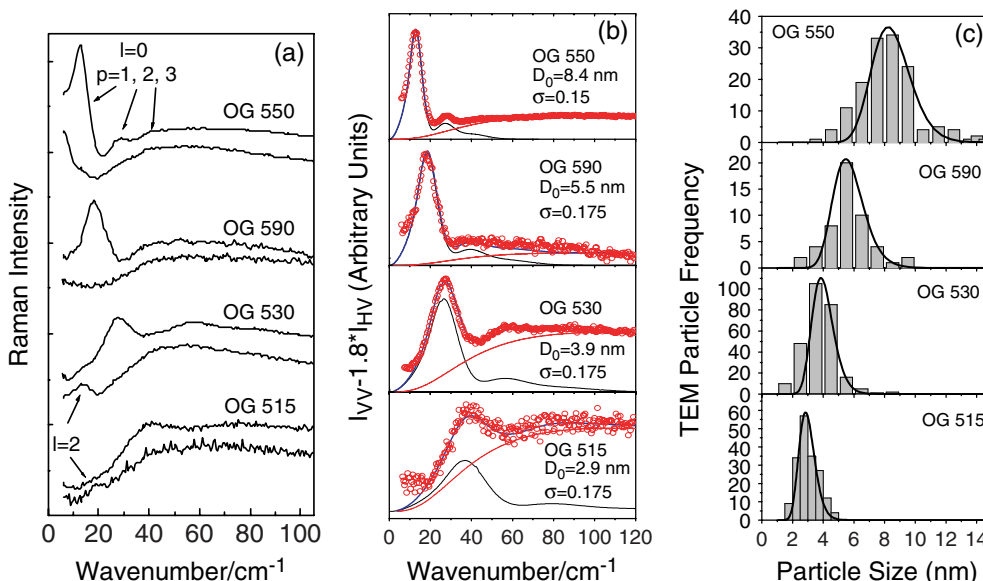 (a)
l=0
p=1, 2, 3
OG 550
OG 590
OG 530
OG 515
l=2
Raman Intensity
0 20 40 60 80 100
Wavenumber/cm⁻¹
(b)
OG 550
D₀=8.4 nm
σ=0.15
OG 590
D₀=5.5 nm
σ=0.175
OG 530
D₀=3.9 nm
σ=0.175
OG 515
D₀=2.9 nm
σ=0.175
I_VV-1.8*I_HV (Arbitrary Units)
0 20 40 60 80 100 120
Wavenumber/cm⁻¹
(c)
OG 550
40
30
20
10
0
OG 590
20
15
10
5
0
OG 530
100
80
60
40
20
0
OG 515
60
50
40
30
20
10
0
TEM Particle Frequency
0 2 4 6 8 10 12 14
Particle Size (nm)